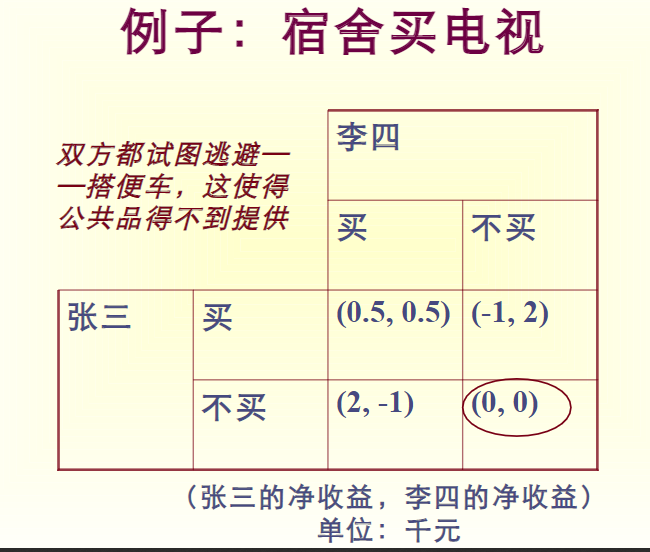 例子：宿舍买电视
双方都试图逃避—
—搭便车，这使得
公共品得不到提供
李四
买 不买
张三 买 (0.5, 0.5) (-1, 2)
不买 (2, -1) (0, 0)
（张三的净收益，李四的净收益）
单位：千元